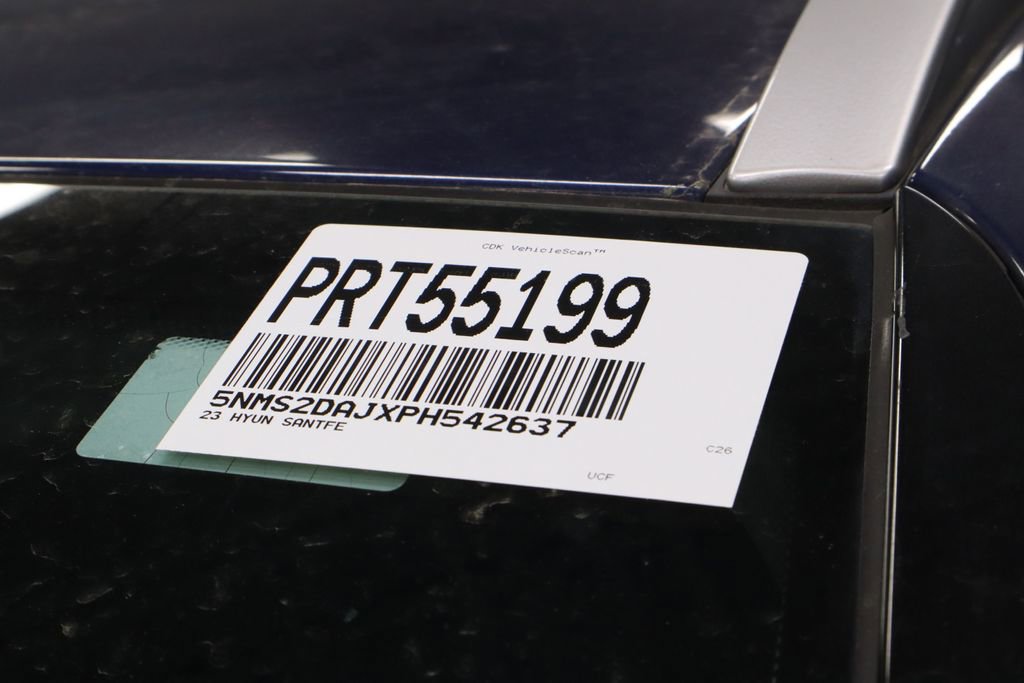 CDK VehicleScan™
PRT55199
5NMS2DAJXPH542637
23 HYUN SANTFE
C26
UCF